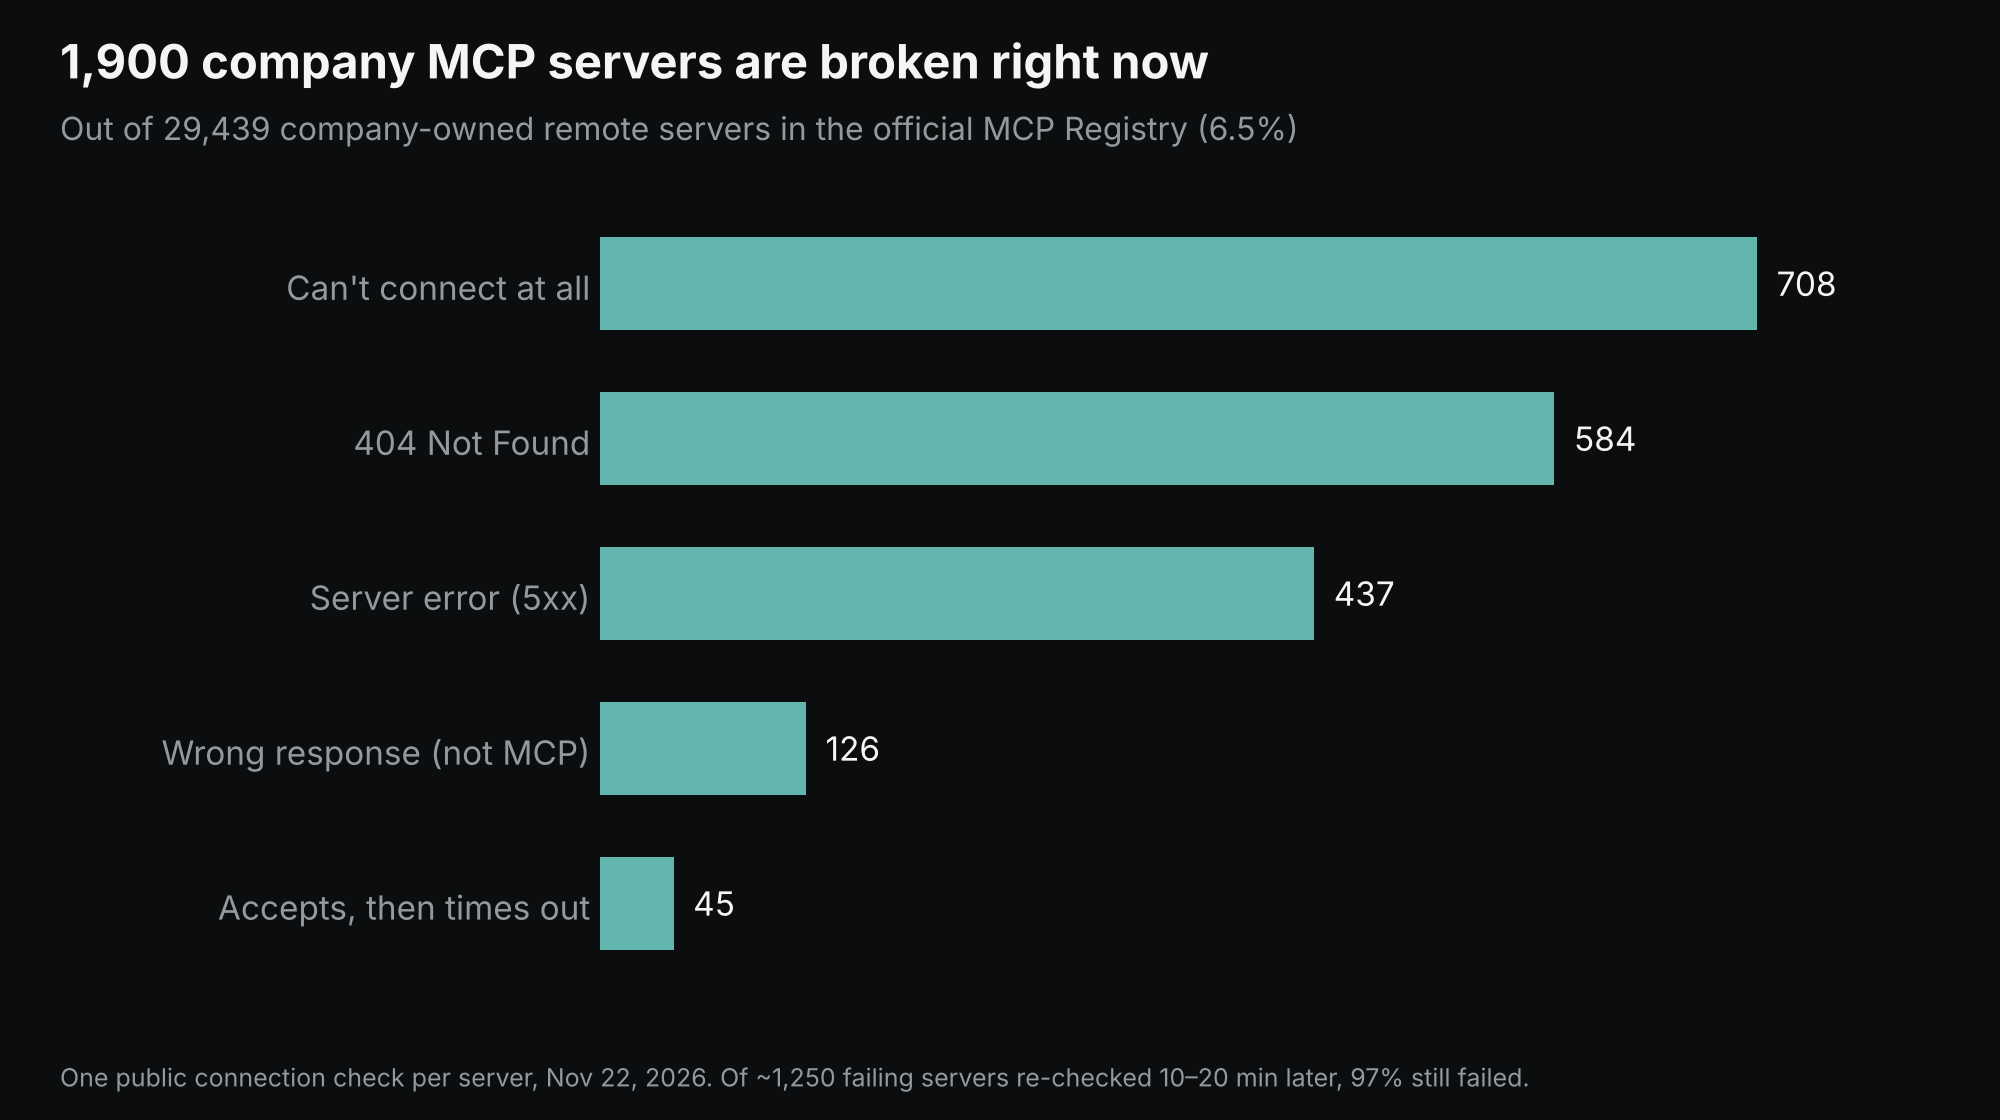 1,900 company MCP servers are broken right now
Out of 29,439 company-owned remote servers in the official MCP Registry (6.5%)
Can't connect at all
708
404 Not Found
584
Server error (5xx)
437
Wrong response (not MCP)
126
Accepts, then times out
45
One public connection check per server, Nov 22, 2026. Of ~1,250 failing servers re-checked 10–20 min later, 97% still failed.